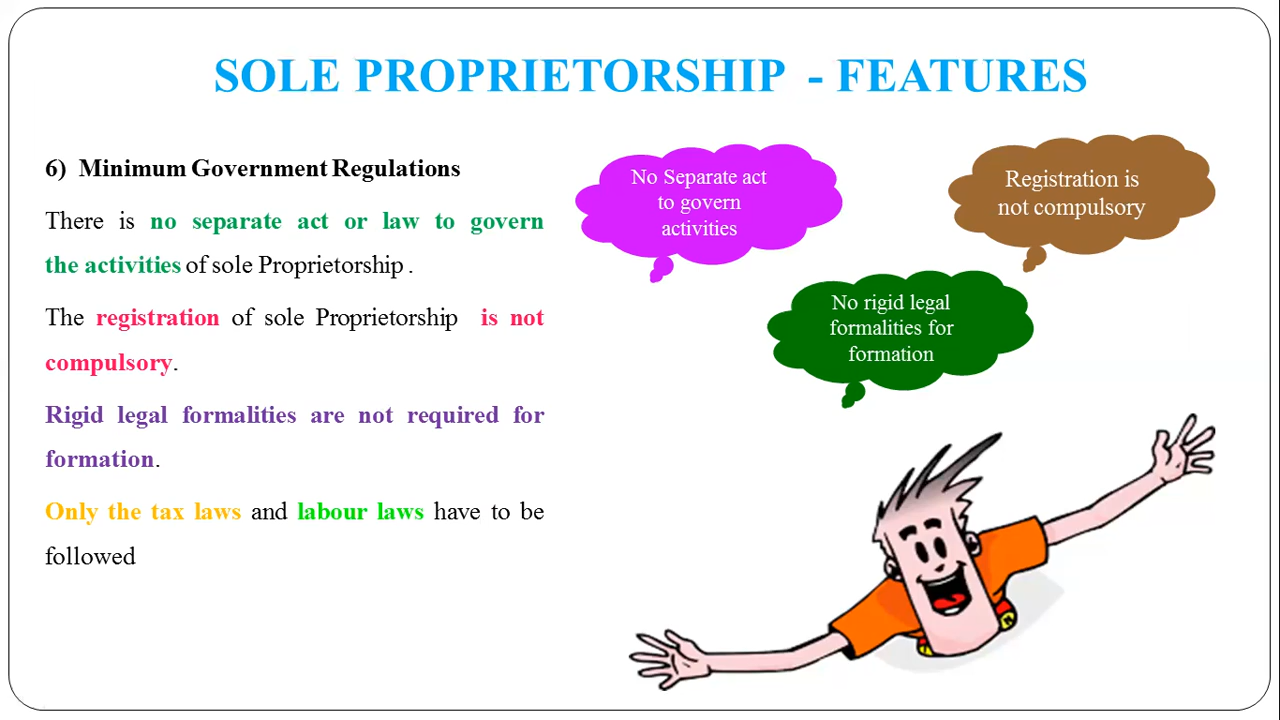 SOLE PROPRIETORSHIP - FEATURES
6) Minimum Government Regulations
There is no separate act or law to govern
the activities of sole Proprietorship .
The registration of sole Proprietorship is not
compulsory.
Rigid legal formalities are not required for
formation.
Only the tax laws and labour laws have to be
followed
No Separate act
to govern
activities
Registration is
not compulsory
No rigid legal
formalities for
formation